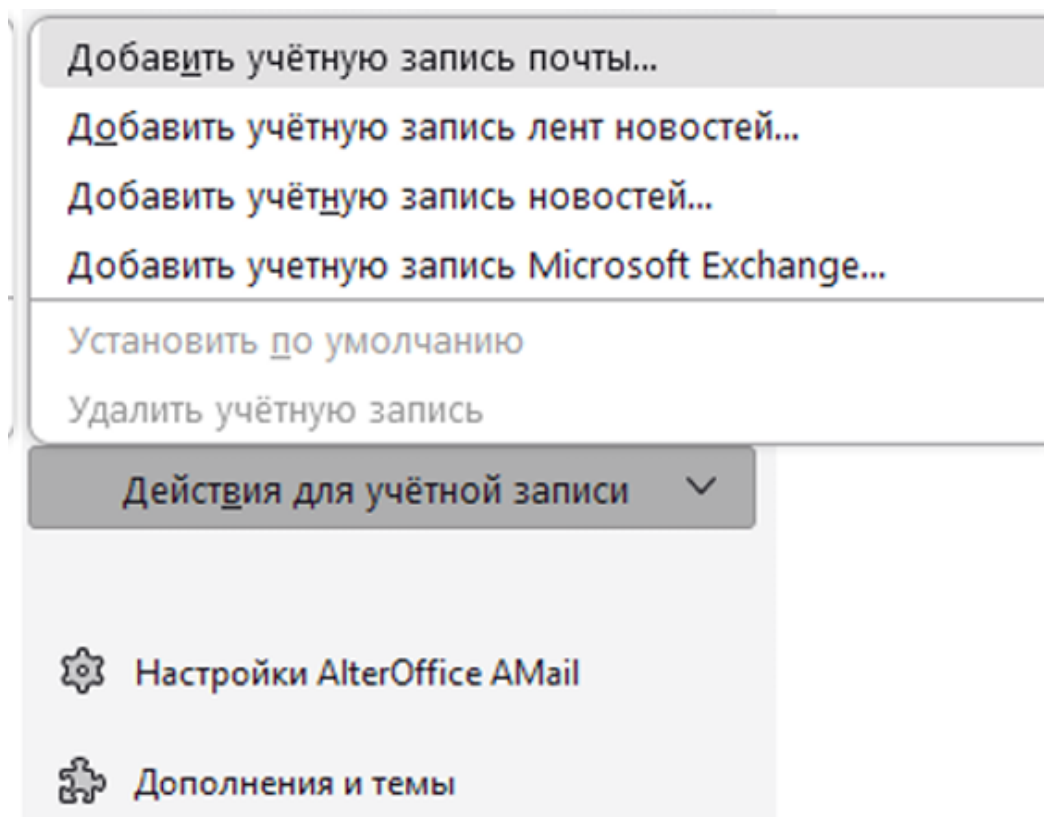 Добавить учётную запись почты...
Добавить учётную запись лент новостей...
Добавить учётную запись новостей...
Добавить учетную запись Microsoft Exchange...
Установить по умолчанию
Удалить учётную запись
Действия для учётной записи
Настройки AlterOffice AMail
Дополнения и темы